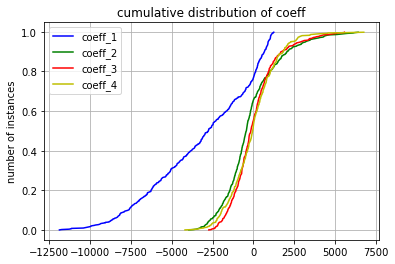 cumulative distribution of coeff
number of instances
1.0
0.8
0.6
0.4
0.2
0.0
coeff_1
coeff_2
coeff_3
coeff_4
−12500 −10000 −7500 −5000 −2500 0 2500 5000 7500